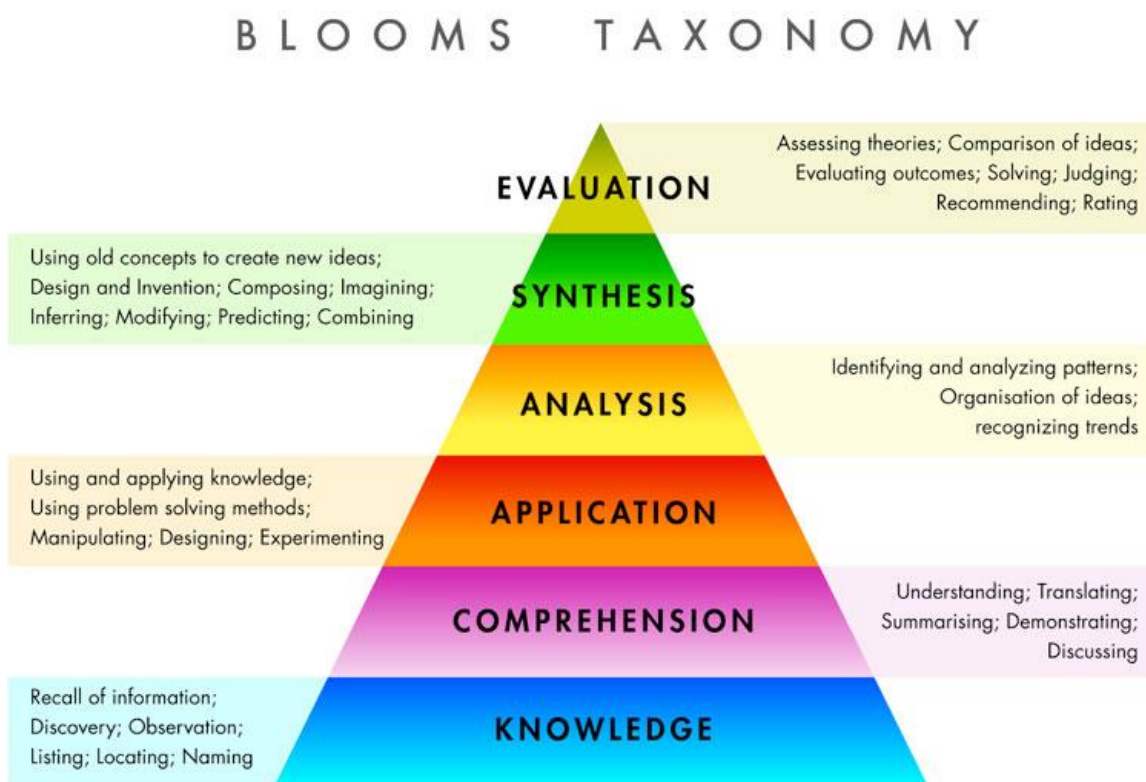 BLOOMS TAXONOMY
EVALUATION
Assessing theories; Comparison of ideas;
Evaluating outcomes; Solving; Judging;
Recommending; Rating
Using old concepts to create new ideas;
Design and Invention; Composing; Imagining;
Inferring; Modifying; Predicting; Combining
SYNTHESIS
ANALYSIS
Identifying and analyzing patterns;
Organisation of ideas;
recognizing trends
Using and applying knowledge;
Using problem solving methods;
Manipulating; Designing; Experimenting
APPLICATION
COMPREHENSION
Understanding; Translating;
Summarising; Demonstrating;
Discussing
Recall of information;
Discovery; Observation;
Listing; Locating; Naming
KNOWLEDGE